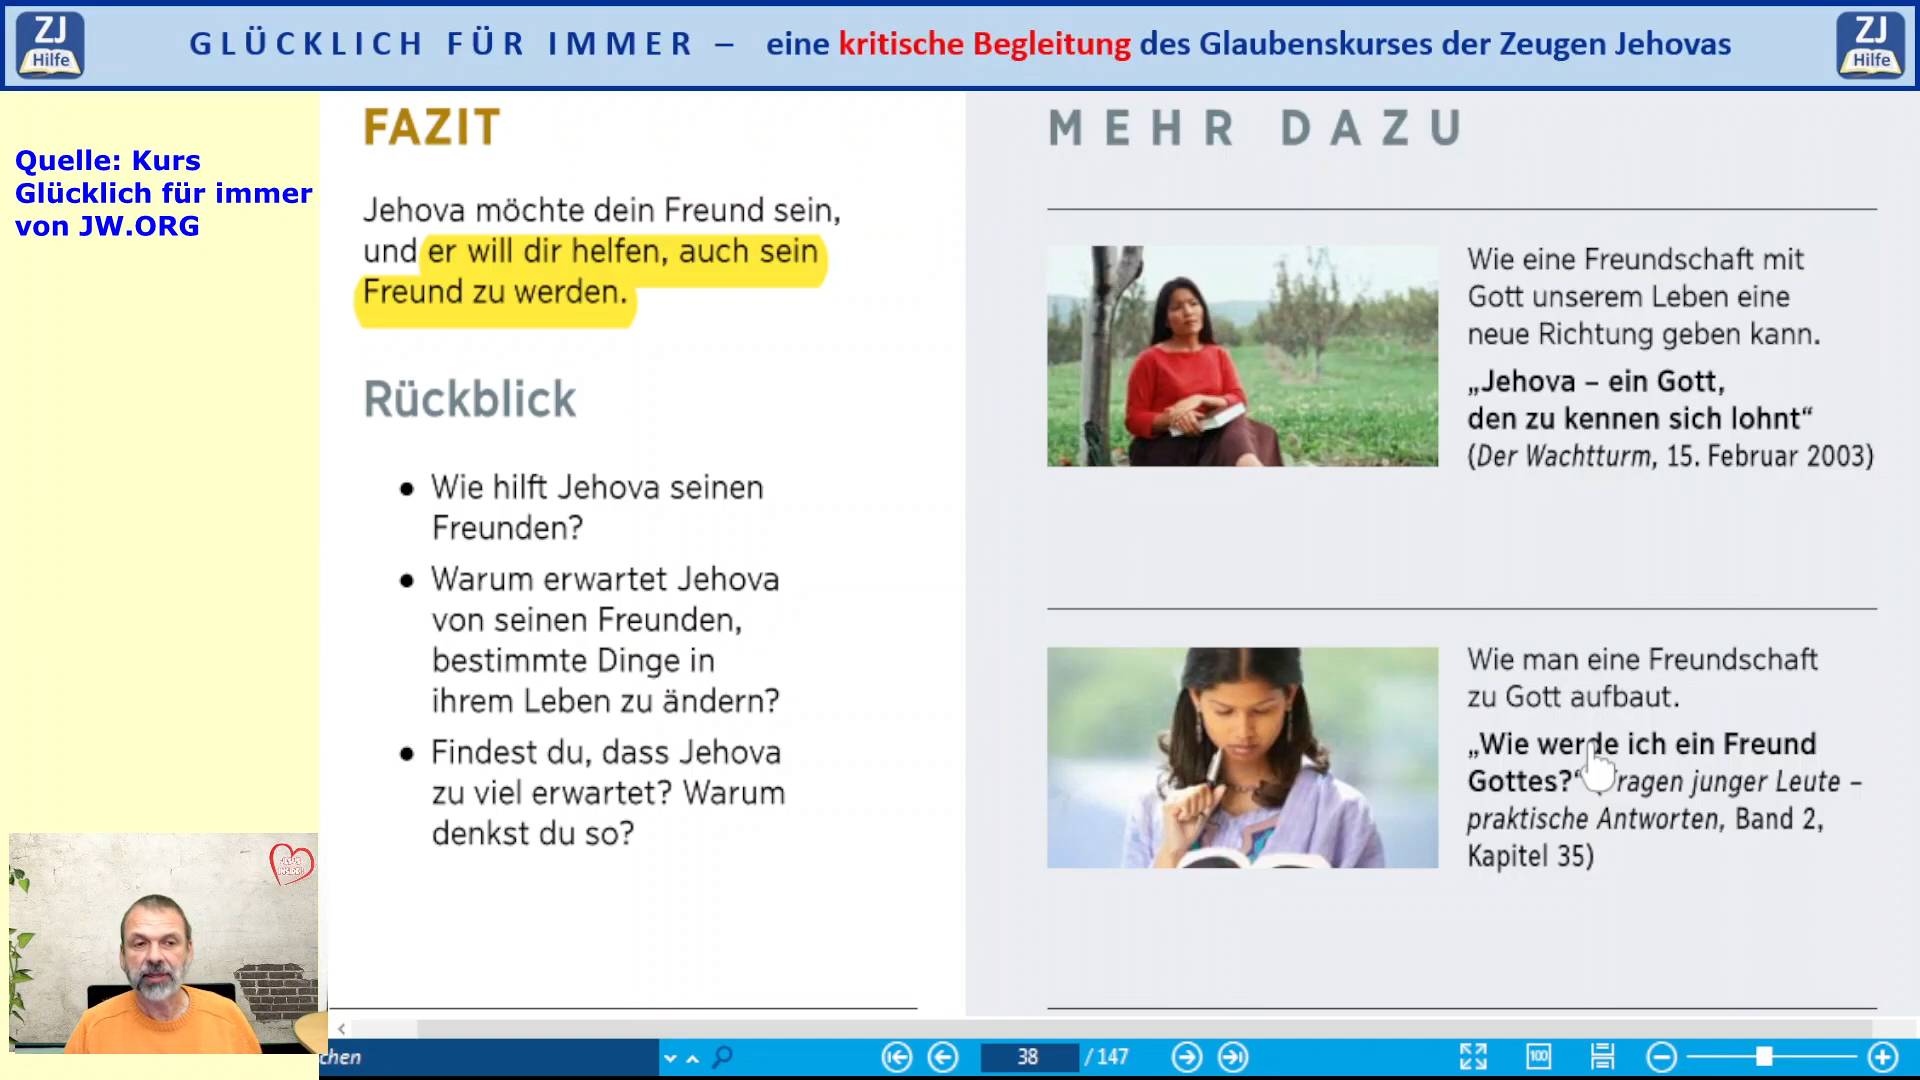 ZJ
Hilfe
GLÜCKLICH FÜR IMMER – eine kritische Begleitung des Glaubenskurses der Zeugen Jehovas
ZJ
Hilfe
Quelle: Kurs
Glücklich für immer
von JW.ORG
FAZIT
Jehova möchte dein Freund sein,
und er will dir helfen, auch sein
Freund zu werden.
Rückblick
• Wie hilft Jehova seinen
Freunden?
• Warum erwartet Jehova
von seinen Freunden,
bestimmte Dinge in
ihrem Leben zu ändern?
• Findest du, dass Jehova
zu viel erwartet? Warum
denkst du so?
MEHR DAZU
Wie eine Freundschaft mit
Gott unserem Leben eine
neue Richtung geben kann.
„Jehova – ein Gott,
den zu kennen sich lohnt“
(Der Wachtturm, 15. Februar 2003)
Wie man eine Freundschaft
zu Gott aufbaut.
„Wie werde ich ein Freund
Gottes?“ ragen junger Leute –
praktische Antworten, Band 2,
Kapitel 35)
JESUS
INSIDE!
chen
38 / 147
100